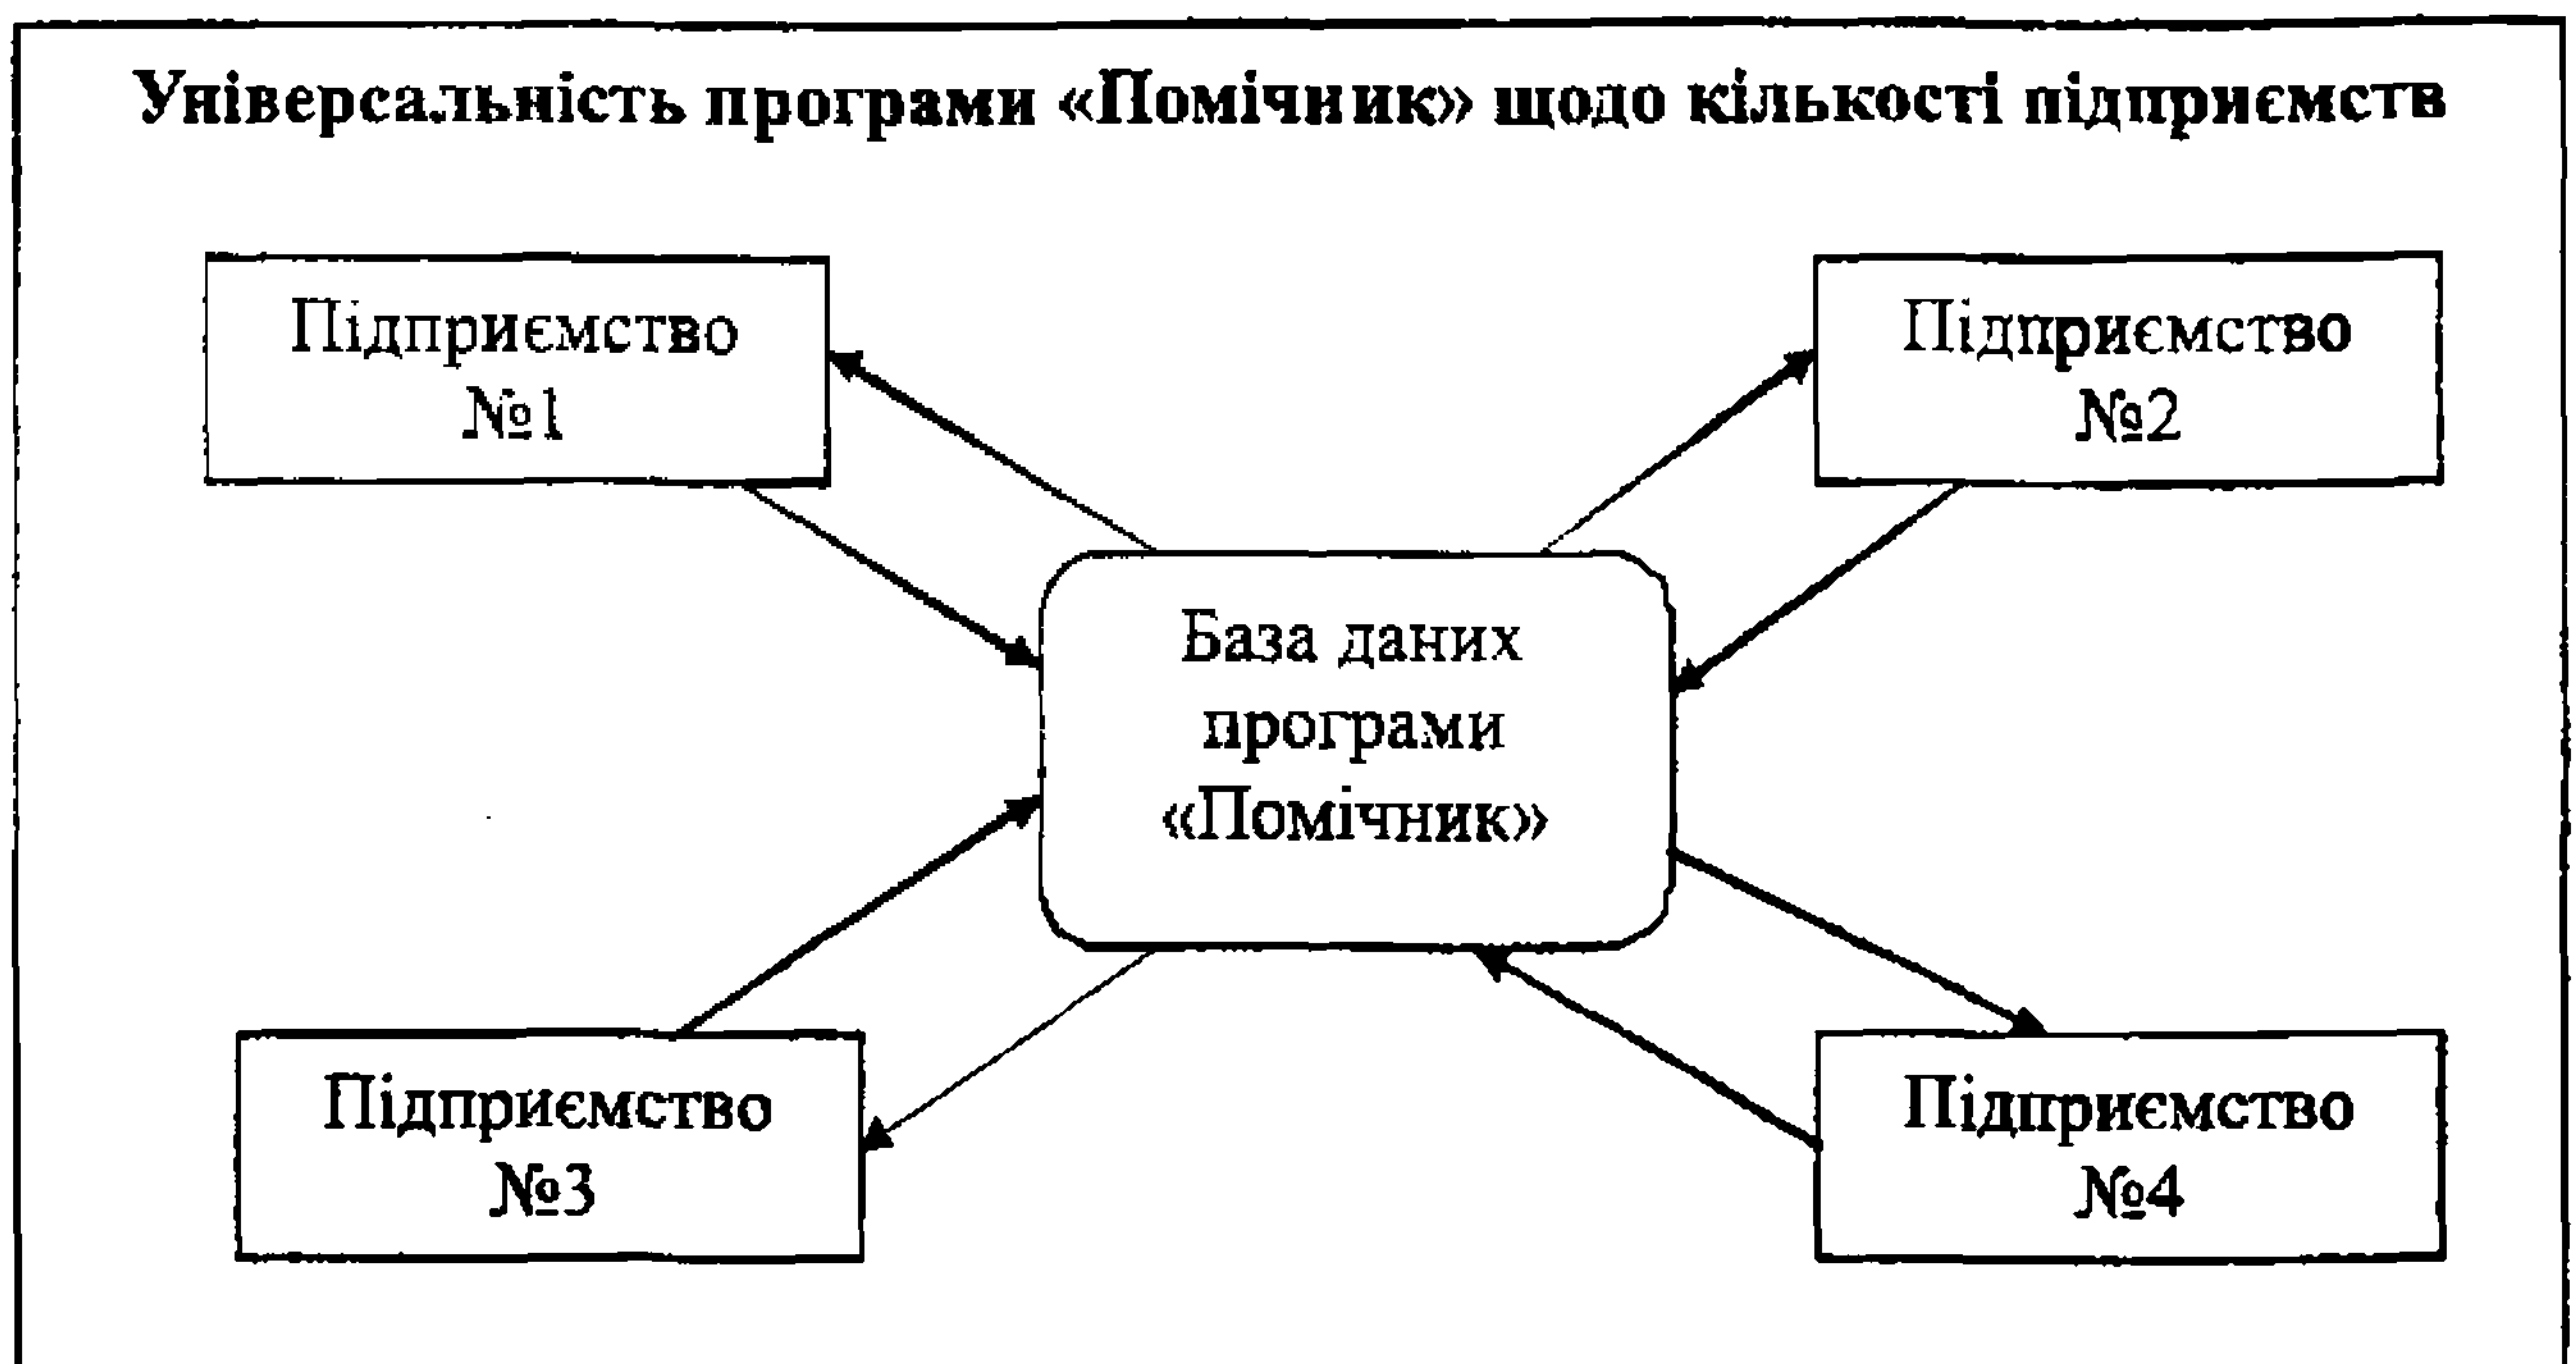 Універсальність програми «Помічник» щодо кількості підприємств
Підприємство
№1
Підприємство
№2
База даних
програми
«Помічник»
Підприємство
№3
Підприємство
№4